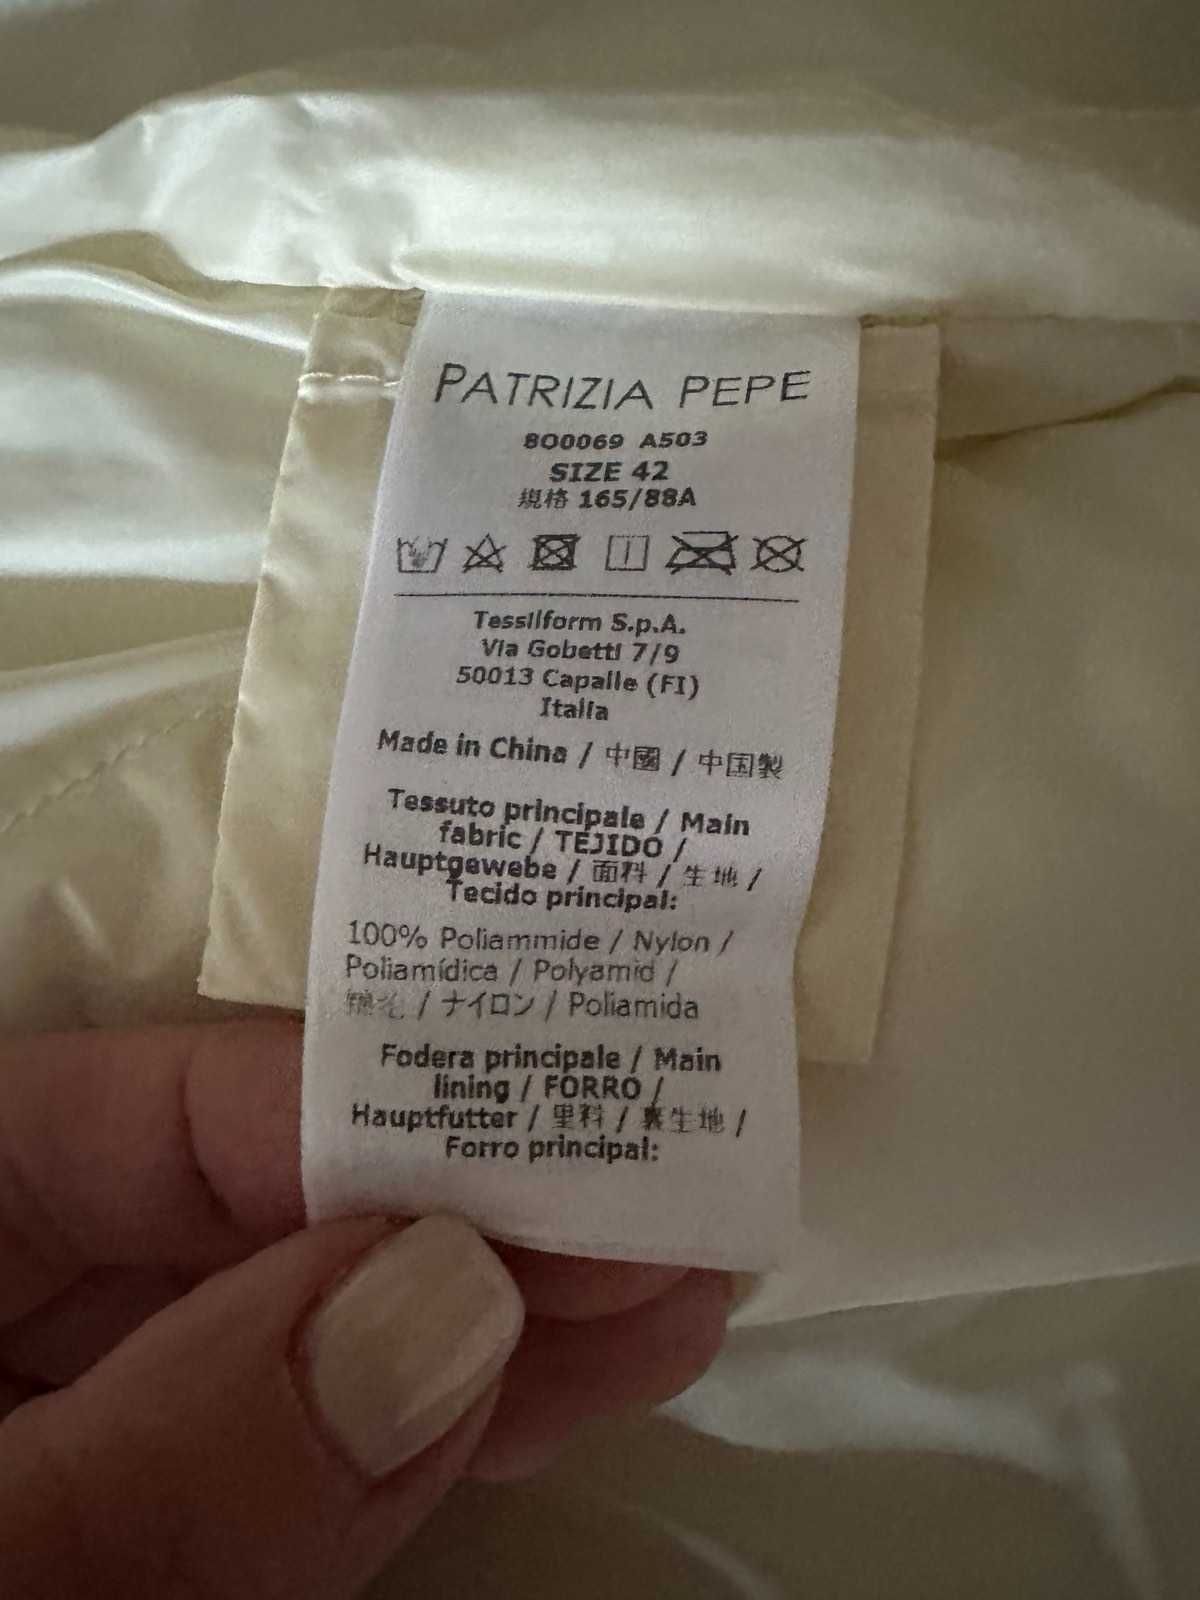 PATRIZIA PEPE
8O0069 A503
SIZE 42
規格 165/88A
Tessilform S.p.A.
Via Gobetti 7/9
50013 Capalle (FI)
Italia
Made in China / 中國 / 中国製
Tessuto principale / Main
fabric / TEJIDO /
Hauptgewebe / 面料 / 生地 /
Tecido principal:
100% Poliammide / Nylon /
Poliamídica / Polyamid /
/ ナイロン / Poliamida
Fodera principale / Main
lining / FORRO /
Hauptfutter / 里料 / 裏生地 /
Forro principal: